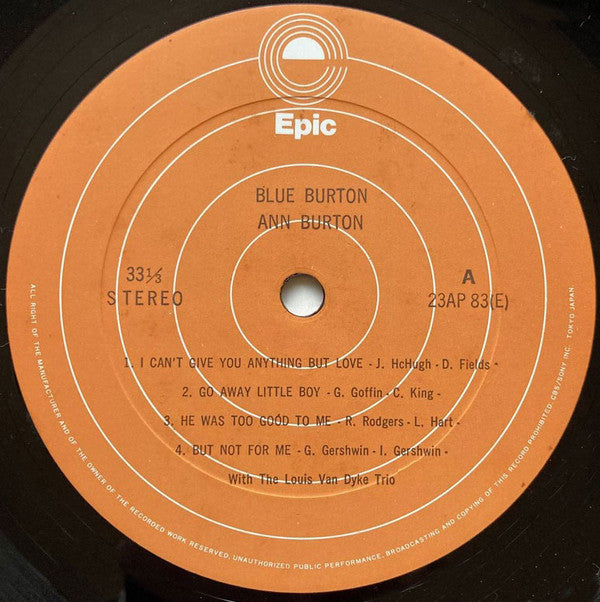 Epic
BLUE BURTON
ANN BURTON
33⅓
STEREO
A
23AP 83(E)
1. I CAN'T GIVE YOU ANYTHING BUT LOVE - J. HcHugh - D. Fields -
2. GO AWAY LITTLE BOY - G. Goffin - C. King -
3. HE WAS TOO GOOD TO ME - R. Rodgers - L. Hart -
4. BUT NOT FOR ME - G. Gershwin - I. Gershwin -
With The Louis Van Dyke Trio
ALL RIGHT OF THE MANUFACTURER AND OF THE OWNER OF THE RECORDED WORK RESERVED, UNAUTHORIZED PUBLIC PERFORMANCE, BROADCASTING AND COPYING OF THIS RECORD PROHIBITED. CBS/SONY INC. TOKYO JAPAN.